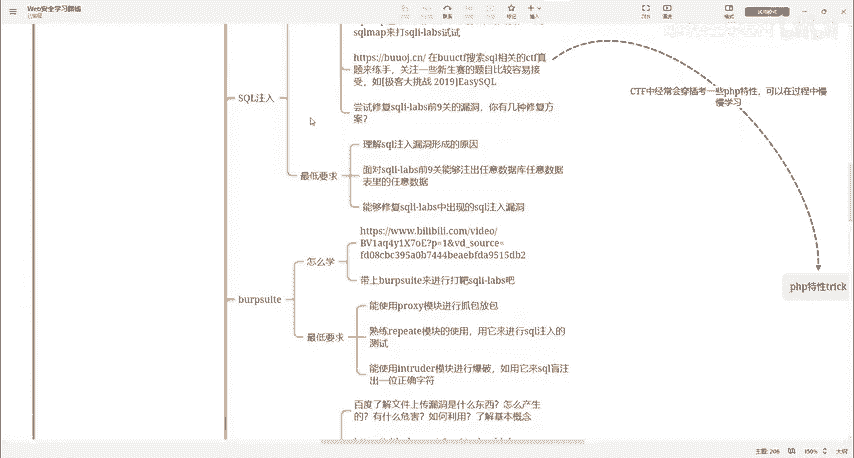 Web安全学习路线
已保存
sqlmap来打sqli-labs试试
https://buuoj.cn/ 在buuctf搜索sql相关的ctf真
题来练手，关注一些新生赛的题目比较容易接
受，如[极客大挑战 2019]EasySQL
SQL注入
尝试修复sqli-labs前9关的漏洞，你有几种修复方
案？
CTF中经常会穿插考一些php特性，可以在过程中慢
慢学习
理解sql注入漏洞形成的原因
最低要求
面对sqli-labs前9关能够注出任意数据库任意数据
表里的任意数据
能够修复sqli-labs中出现的sql注入漏洞
https://www.bilibili.com/video/
BV1aq4y1X7oE?p=1&vd_source=
fd08cbc395a0b7444beaebfda9515db2
怎么学
带上burpsuite来进行打靶sqli-labs吧
php特性trick
burpsuite
能使用proxy模块进行抓包放包
最低要求
熟练repeate模块的使用，用它来进行sql注入的
测试
能使用intruder模块进行爆破，如用它来sql盲注
出一位正确字符
百度了解文件上传漏洞是什么东西？怎么产生
的？有什么危害？如何利用？了解基本概念
主题: 206
150%
大纲